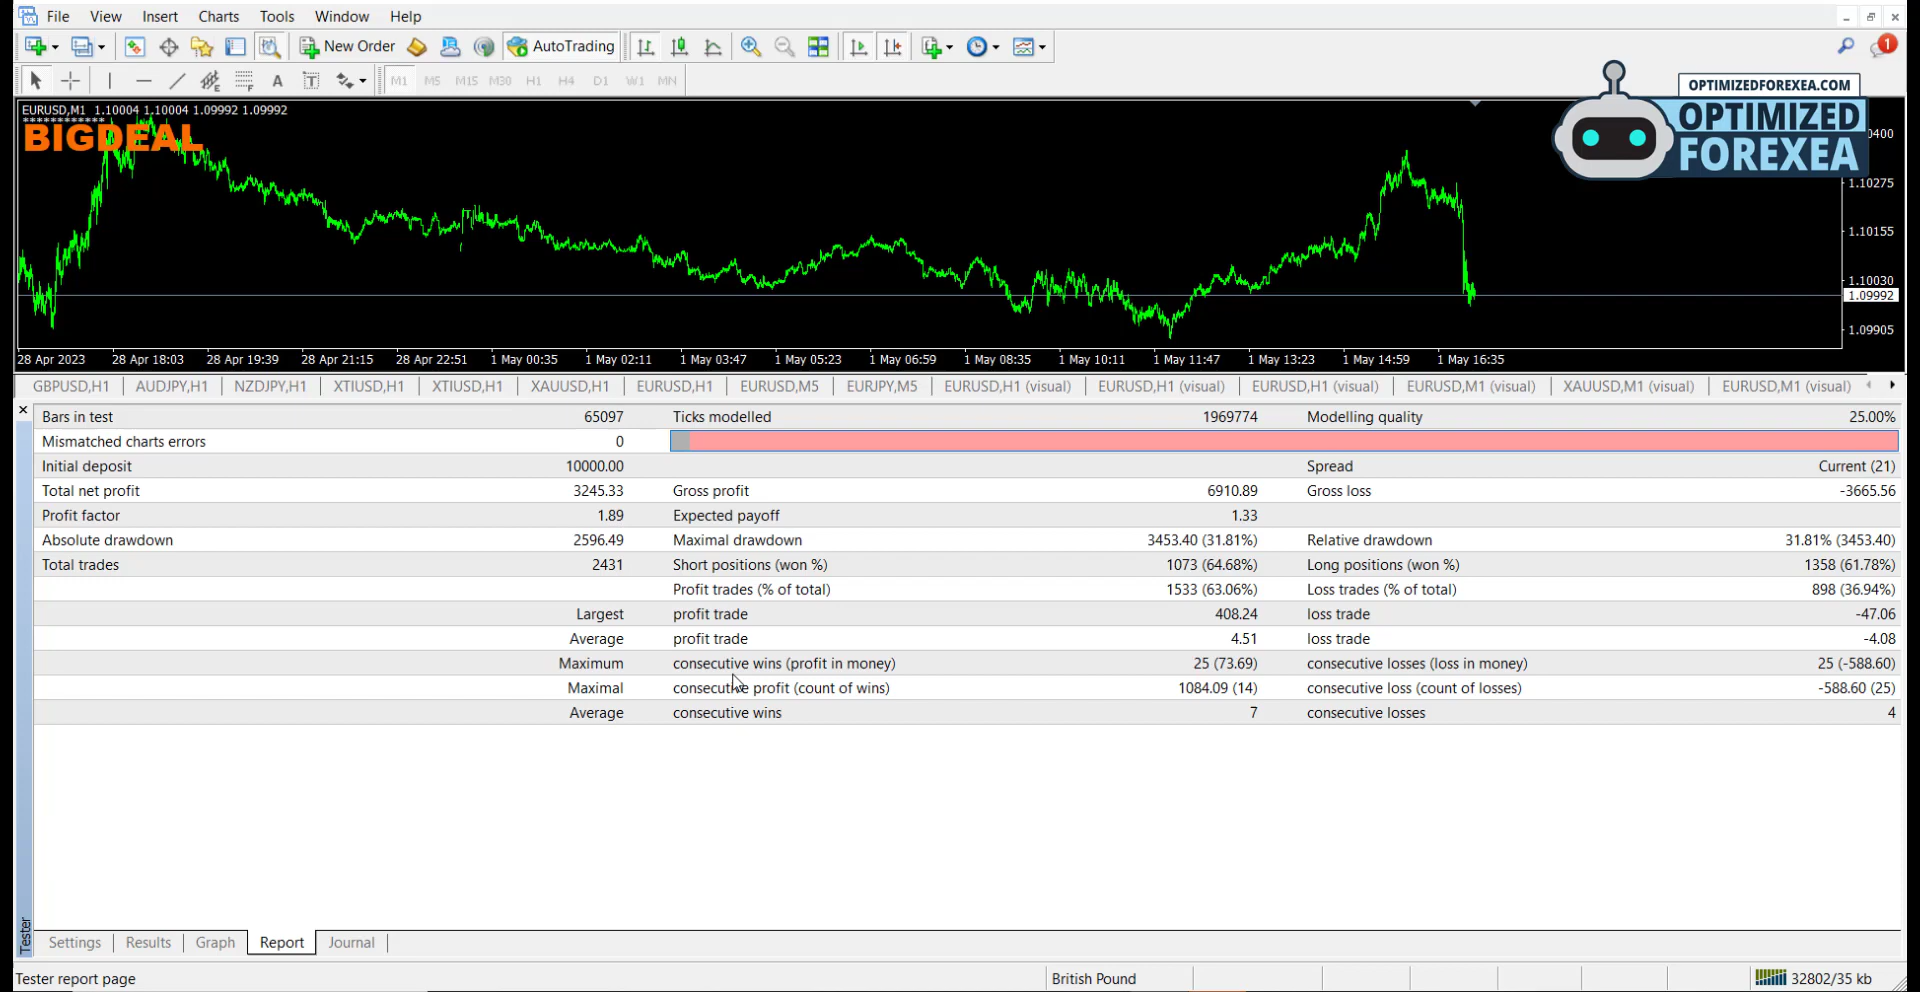 File View Insert Charts Tools Window Help
New Order AutoTrading 1
A T M1 M5 M15 M30 H1 H4 D1 W1 MN
EURUSD,M1 1.10004 1.10004 1.09992 1.09992
************
BIGDEAL
OPTIMIZEDFOREXEA.COM
OPTIMIZED
FOREXEA
0400
1.10275
1.10155
1.10030
1.09992
1.09905
28 Apr 2023 28 Apr 18:03 28 Apr 19:39 28 Apr 21:15 28 Apr 22:51 1 May 00:35 1 May 02:11 1 May 03:47 1 May 05:23 1 May 06:59 1 May 08:35 1 May 10:11 1 May 11:47 1 May 13:23 1 May 14:59 1 May 16:35
GBPUSD,H1 AUDJPY,H1 NZDJPY,H1 XTIUSD,H1 XTIUSD,H1 XAUUSD,H1 EURUSD,H1 EURUSD,M5 EURJPY,M5 EURUSD,H1 (visual) EURUSD,H1 (visual) EURUSD,H1 (visual) EURUSD,M1 (visual) XAUUSD,M1 (visual) EURUSD,M1 (visual)
Bars in test 65097 Ticks modelled 1969774 Modelling quality 25.00%
Mismatched charts errors 0
Initial deposit 10000.00 Spread Current (21)
Total net profit 3245.33 Gross profit 6910.89 Gross loss -3665.56
Profit factor 1.89 Expected payoff 1.33
Absolute drawdown 2596.49 Maximal drawdown 3453.40 (31.81%) Relative drawdown 31.81% (3453.40)
Total trades 2431 Short positions (won %) 1073 (64.68%) Long positions (won %) 1358 (61.78%)
Profit trades (% of total) 1533 (63.06%) Loss trades (% of total) 898 (36.94%)
Largest profit trade 408.24 loss trade -47.06
Average profit trade 4.51 loss trade -4.08
Maximum consecutive wins (profit in money) 25 (73.69) consecutive losses (loss in money) 25 (-588.60)
Maximal consecutive profit (count of wins) 1084.09 (14) consecutive loss (count of losses) -588.60 (25)
Average consecutive wins 7 consecutive losses 4
Tester
Settings Results Graph Report Journal
Tester report page British Pound 32802/35 kb